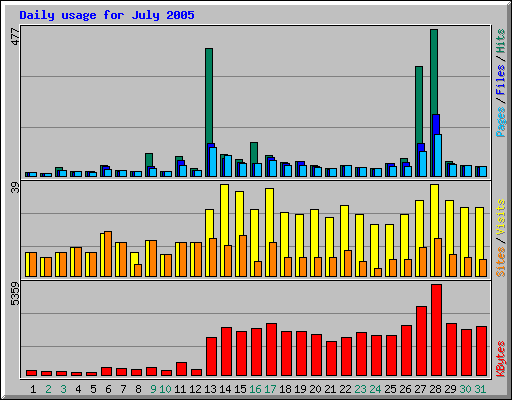 Daily usage for July 2005
477
Pages / Files / Hits
39
Sites / Visits
5359
KBytes
1 2 3 4 5 6 7 8 9 10 11 12 13 14 15 16 17 18 19 20 21 22 23 24 25 26 27 28 29 30 31